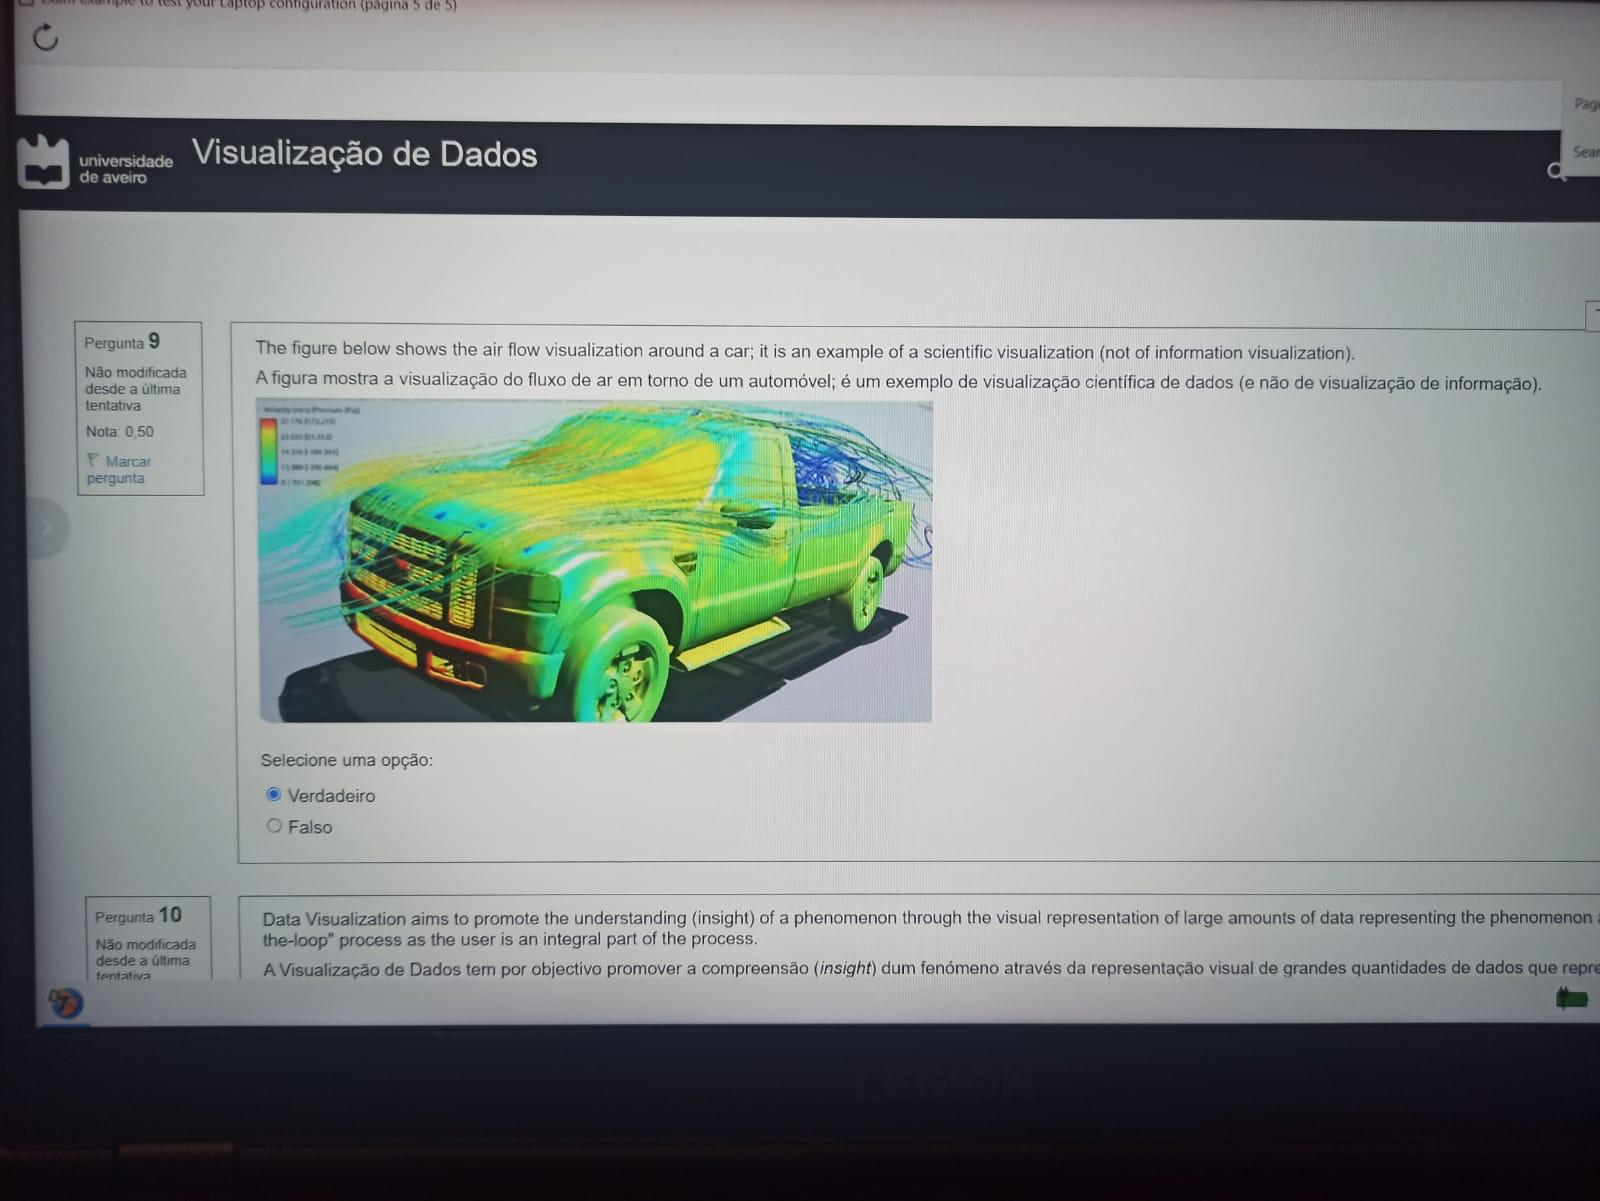 Exam example to test your Laptop configuration (página 5 de 5)
Sear
universidade
de aveiro
Visualização de Dados
Pergunta 9
Não modificada
desde a última
tentativa
Nota: 0,50
Marcar
pergunta
The figure below shows the air flow visualization around a car; it is an example of a scientific visualization (not of information visualization).
A figura mostra a visualização do fluxo de ar em torno de um automóvel; é um exemplo de visualização científica de dados (e não de visualização de informação).
Selecione uma opção:
Verdadeiro
Falso
Pergunta 10
Não modificada
desde a última
tentativa
Data Visualization aims to promote the understanding (insight) of a phenomenon through the visual representation of large amounts of data representing the phenomenon
the-loop" process as the user is an integral part of the process.
A Visualização de Dados tem por objectivo promover a compreensão (insight) dum fenómeno através da representação visual de grandes quantidades de dados que repre
LEGION